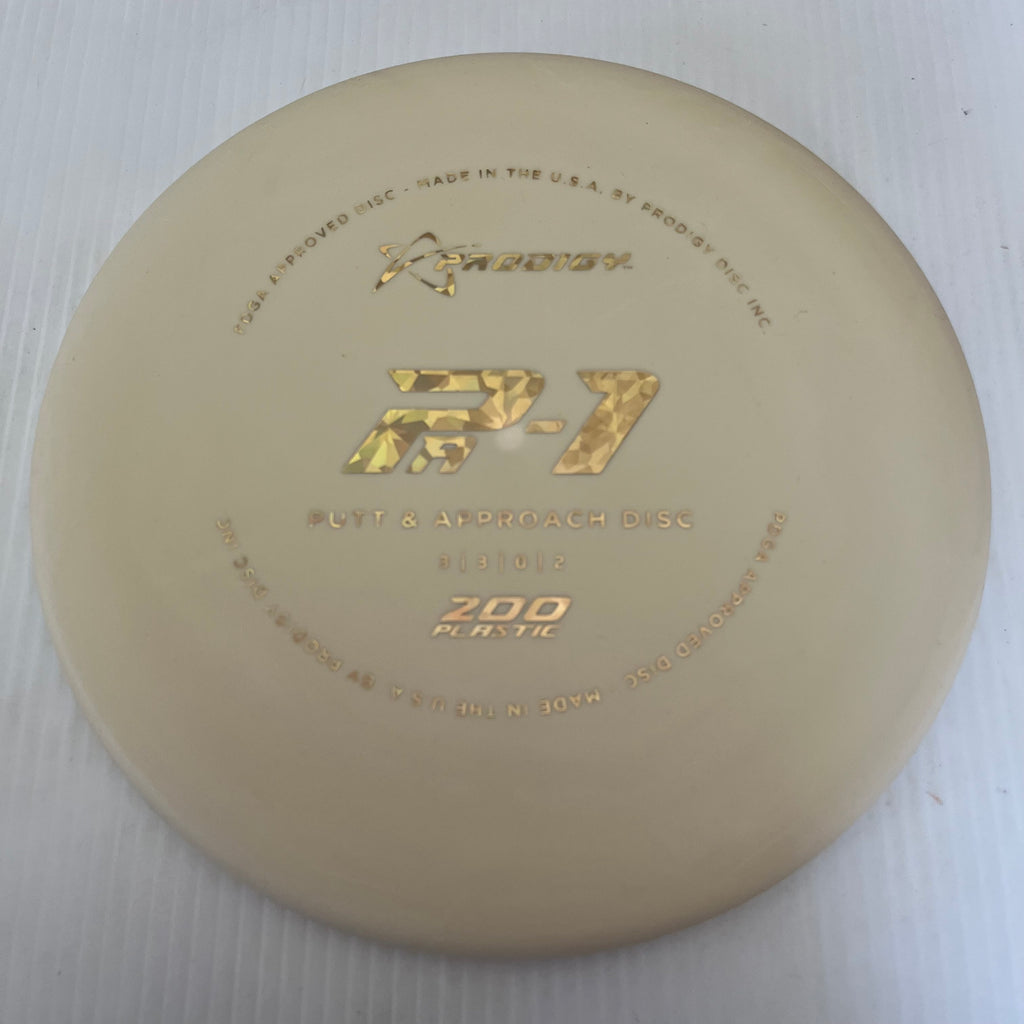 PDGA APPROVED DISC - MADE IN THE U.S.A. BY PRODIGY DISC INC.
PRODIGY™
PA-1
PUTT & APPROACH DISC
3|3|0|2
200
PLASTIC
PDGA APPROVED DISC - MADE IN THE U.S.A. BY PRODIGY DISC INC.